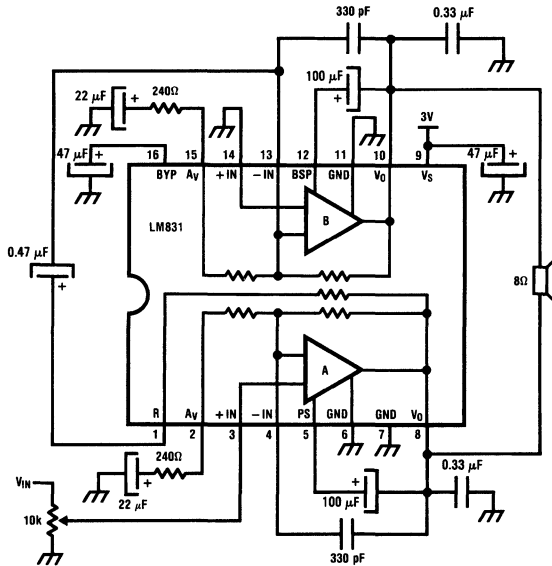 330 pF
0.33 µF
100 µF
+
22 µF
+
240Ω
3V
47 µF
+
47 µF
+
16 15 14 13 12 11 10 9
BYP AV + IN − IN BSP GND VO VS
LM831
B
0.47 µF
+
8Ω
A
R AV + IN − IN PS GND GND VO
1 2 3 4 5 6 7 8
VIN
10k
240Ω
+
22 µF
+
100 µF
0.33 µF
330 pF